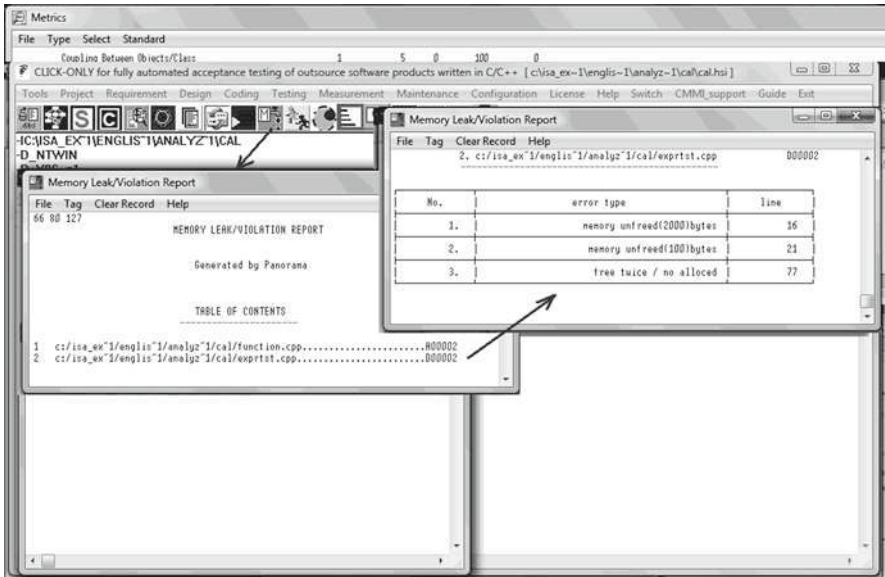 Metrics
File Type Select Standard
Coupling Between Objects/Class 1 5 0 100 0
CLICK-ONLY for fully automated acceptance testing of outsource software products written in C/C++ [ c:\isa_ex~1\englis~1\analyz~1\cal\cal.hsi ]
Tools Project Requirement Design Coding Testing Measurement Maintenance Configuration License Help Switch CMMI_support Guide Exit
-IC:\ISA_EX~1\ENGLIS~1\ANALYZ~1\CAL
-D_NTWIN
Memory Leak/Violation Report
File Tag Clear Record Help
2. c:/isa_ex~1/englis~1/analyz~1/cal/exprtst.cpp D00002
No. error type line
1. memory unfreed(2000)bytes 16
2. memory unfreed(100)bytes 21
3. free twice / no alloced 77
Memory Leak/Violation Report
File Tag Clear Record Help
66 80 127
MEMORY LEAK/VIOLATION REPORT
Generated by Panorama
TABLE OF CONTENTS
1 c:/isa_ex~1/englis~1/analyz~1/cal/function.cpp........................A00002
2 c:/isa_ex~1/englis~1/analyz~1/cal/exprtst.cpp.........................D00002